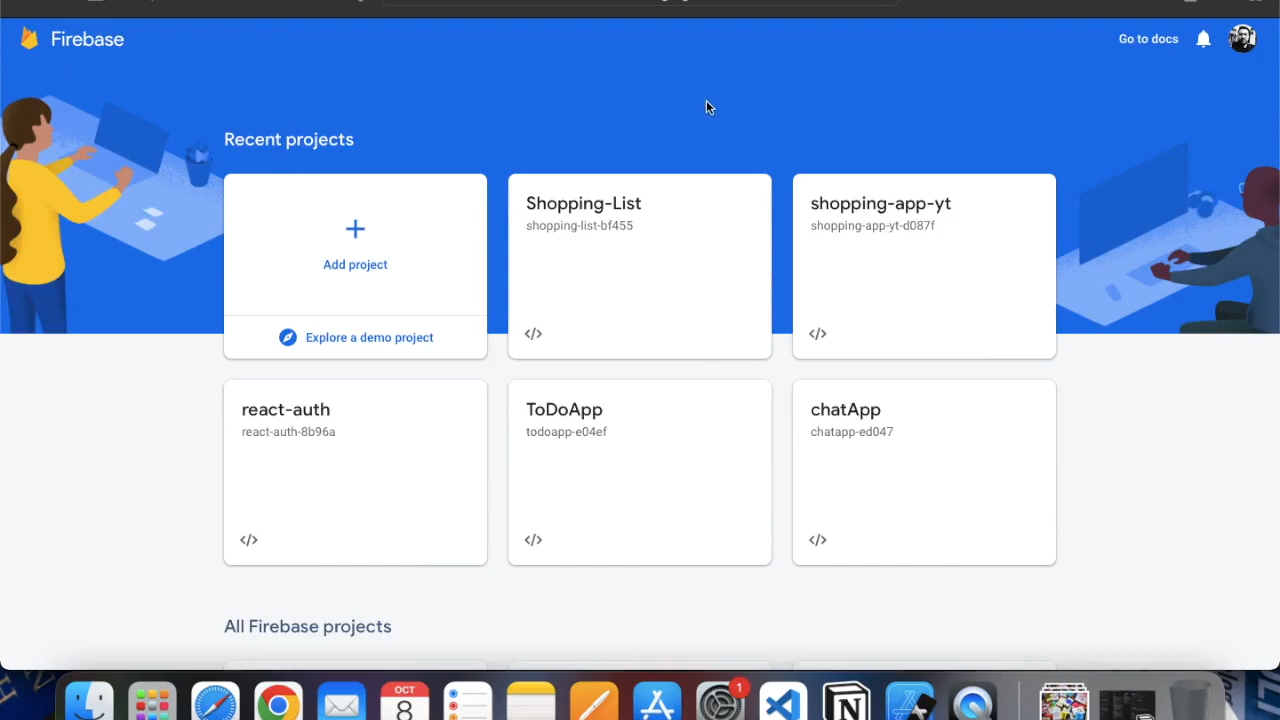 Firebase
Go to docs
Recent projects
Add project
Explore a demo project
Shopping-List
shopping-list-bf455
</>
shopping-app-yt
shopping-app-yt-d087f
</>
react-auth
react-auth-8b96a
</>
ToDoApp
todoapp-e04ef
</>
chatApp
chatapp-ed047
</>
All Firebase projects
OCT
8
1